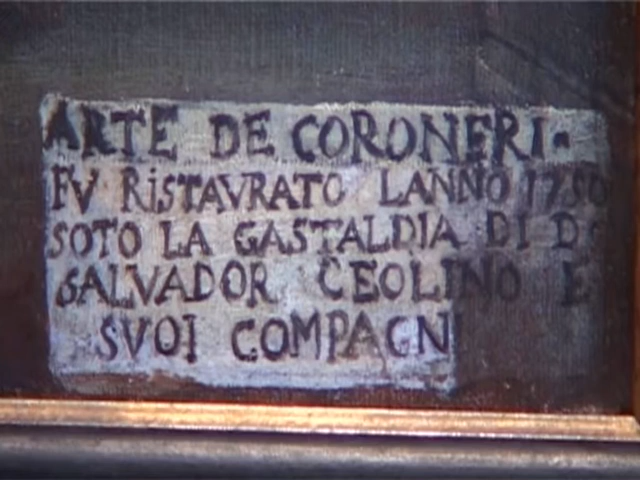 ARTE DE CORONERI.
FV RISTAVRATO LANNO 1750
SOTO LA GASTALDIA DI D
SALVADOR CEOLINO E
SVOI COMPAGNI